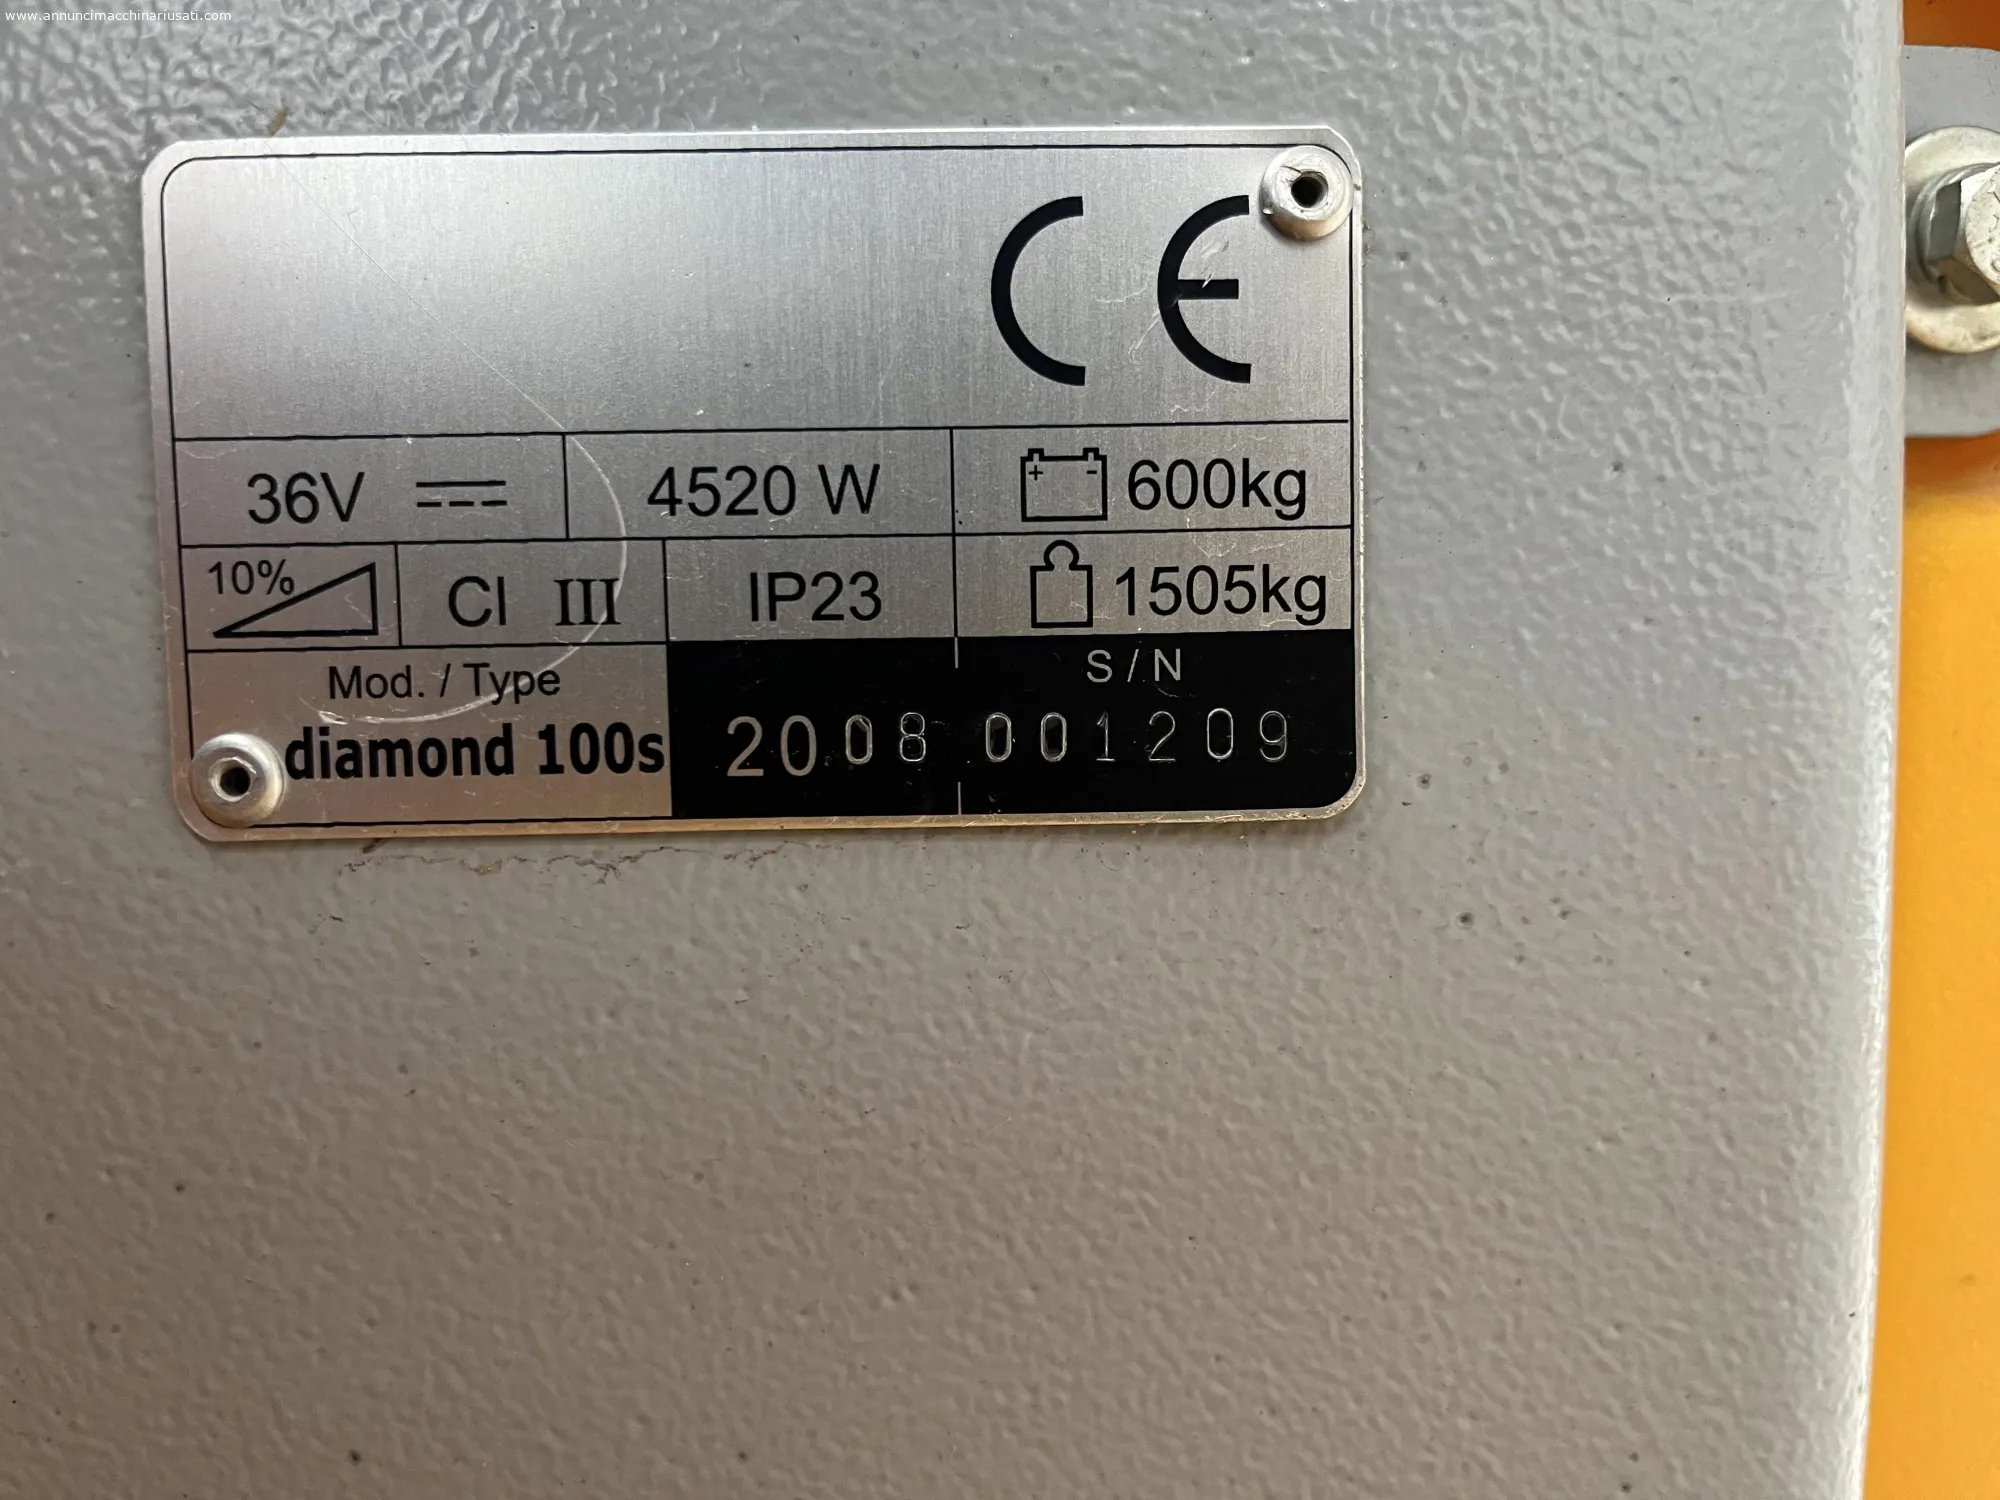 www.annuncimacchinariusati.com
CE
36V 4520 W 600kg
10% Cl III IP23 1505kg
Mod. / Type S/N
diamond 100s 2008 001209